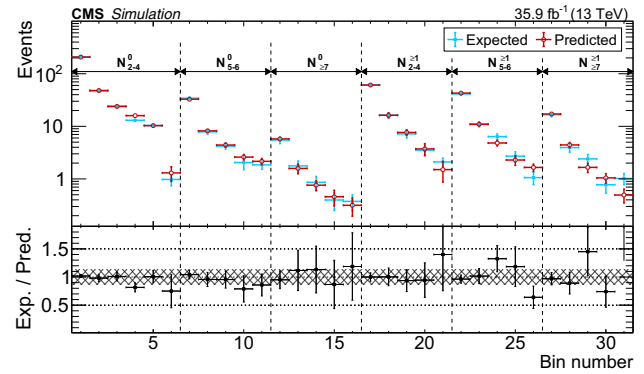 CMS Simulation 35.9 fb⁻¹ (13 TeV)
Events
Expected Predicted
N⁰₂₋₄ N⁰₅₋₆ N⁰≥₇ N≥¹₂₋₄ N≥¹₅₋₆ N≥¹≥₇
10²
10
1
Exp. / Pred.
1.5
1
0.5
5 10 15 20 25 30
Bin number